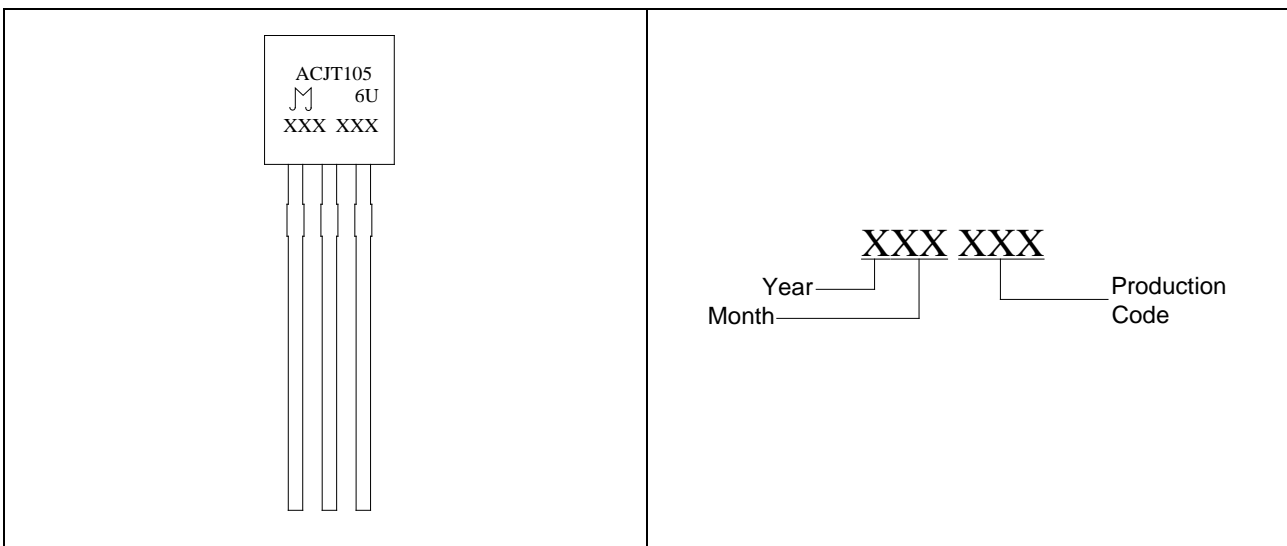 ACJT105
6U
XXX XXX
XXX XXX
Year
Month
Production
Code